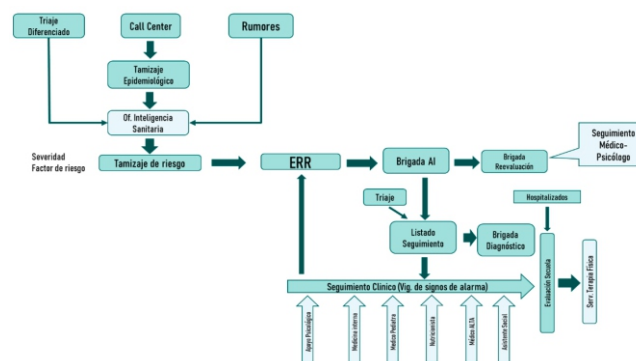 Triaje
Diferenciado
Call Center
Rumores
Tamizaje
Epidemiológico
Of. Inteligencia
Sanitaria
Severidad
Factor de riesgo
Tamizaje de riesgo
ERR
Brigada AI
Brigada
Reevaluación
Seguimiento
Médico-
Psicólogo
Triaje
Hospitalizados
Listado
Seguimiento
Brigada
Diagnóstico
Evaluación Secuela
Serv. Terapia Física
Seguimiento Clínico (Vig. de signos de alarma)
Apoyo Psicológico
Medicina interna
Médico Pediatra
Nutricionista
Médico ALTA
Asistente Social